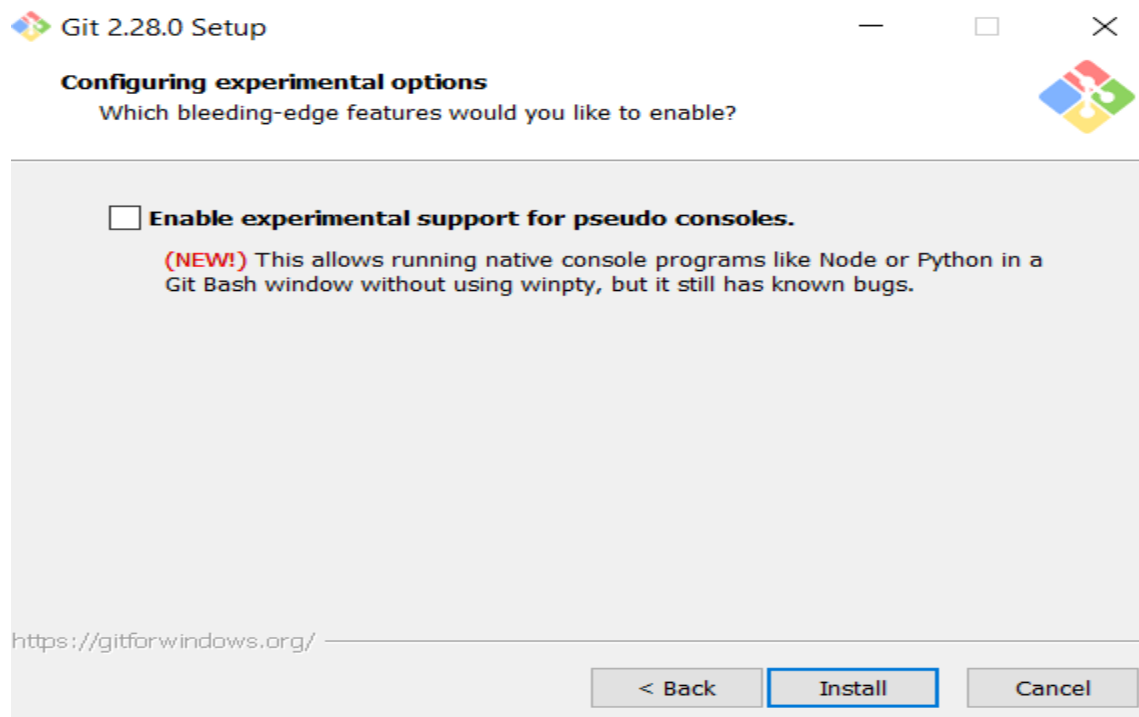 Git 2.28.0 Setup
Configuring experimental options
Which bleeding-edge features would you like to enable?
Enable experimental support for pseudo consoles.
(NEW!) This allows running native console programs like Node or Python in a
Git Bash window without using winpty, but it still has known bugs.
https://gitforwindows.org/
< Back
Install
Cancel